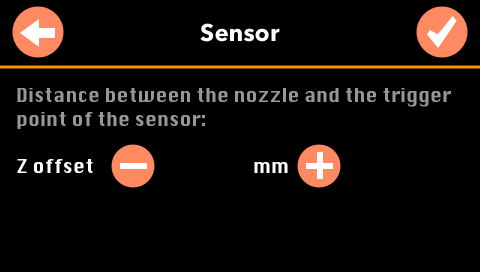 Sensor
Distance between the nozzle and the trigger
point of the sensor:
Z offset mm